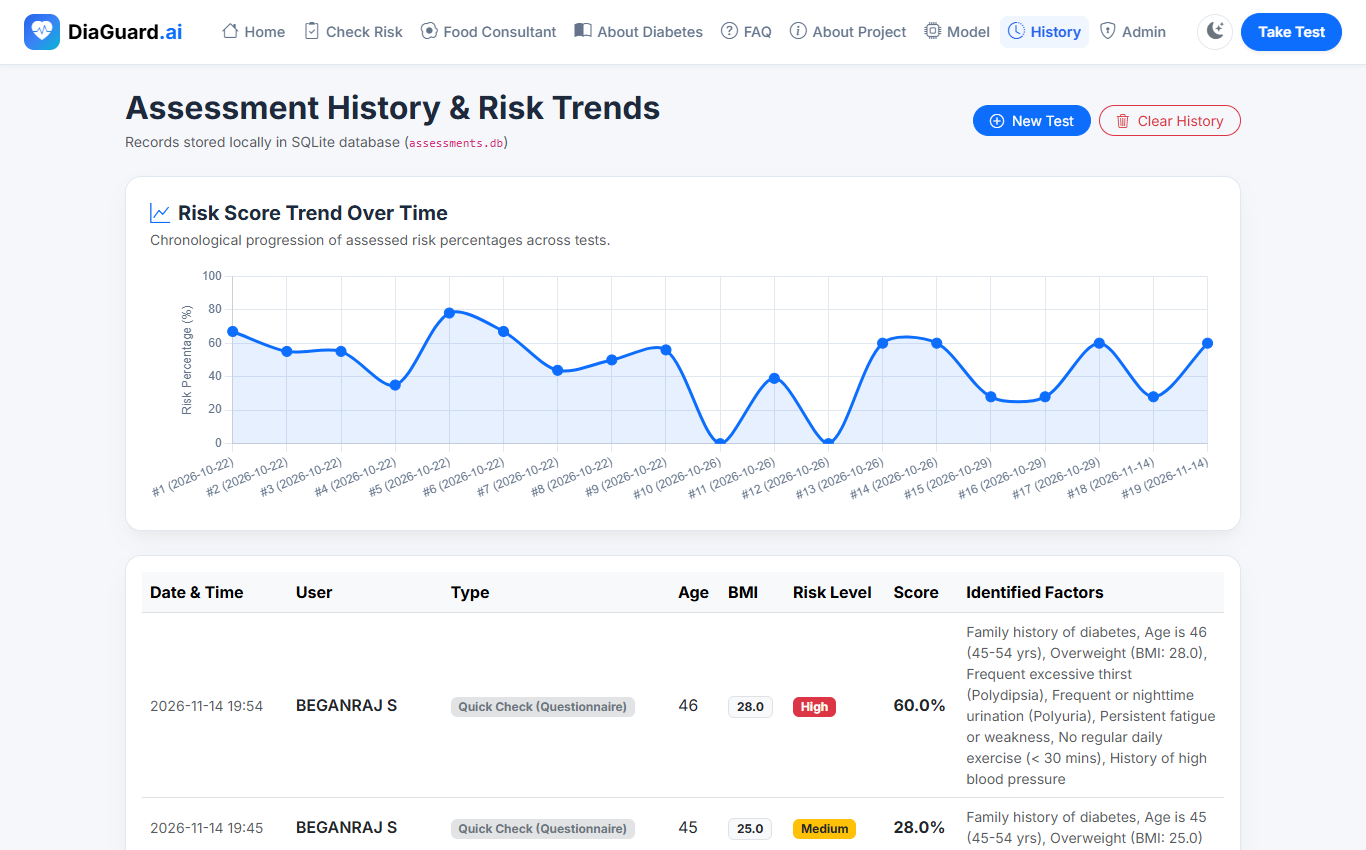 DiaGuard.ai
Home
Check Risk
Food Consultant
About Diabetes
FAQ
About Project
Model
History
Admin
Take Test
Assessment History & Risk Trends
Records stored locally in SQLite database (assessments.db)
New Test
Clear History
Risk Score Trend Over Time
Chronological progression of assessed risk percentages across tests.
Risk Percentage (%)
100
80
60
40
20
0
#1 (2026-10-22)
#2 (2026-10-22)
#3 (2026-10-22)
#4 (2026-10-22)
#5 (2026-10-22)
#6 (2026-10-22)
#7 (2026-10-22)
#8 (2026-10-22)
#9 (2026-10-22)
#10 (2026-10-26)
#11 (2026-10-26)
#12 (2026-10-26)
#13 (2026-10-26)
#14 (2026-10-26)
#15 (2026-10-29)
#16 (2026-10-29)
#17 (2026-10-29)
#18 (2026-11-14)
#19 (2026-11-14)
Date & Time User Type Age BMI Risk Level Score Identified Factors
2026-11-14 19:54 BEGANRAJ S Quick Check (Questionnaire) 46 28.0 High 60.0%
Family history of diabetes, Age is 46
(45-54 yrs), Overweight (BMI: 28.0),
Frequent excessive thirst
(Polydipsia), Frequent or nighttime
urination (Polyuria), Persistent fatigue
or weakness, No regular daily
exercise (< 30 mins), History of high
blood pressure
2026-11-14 19:45 BEGANRAJ S Quick Check (Questionnaire) 45 25.0 Medium 28.0%
Family history of diabetes, Age is 45
(45-54 yrs), Overweight (BMI: 25.0)